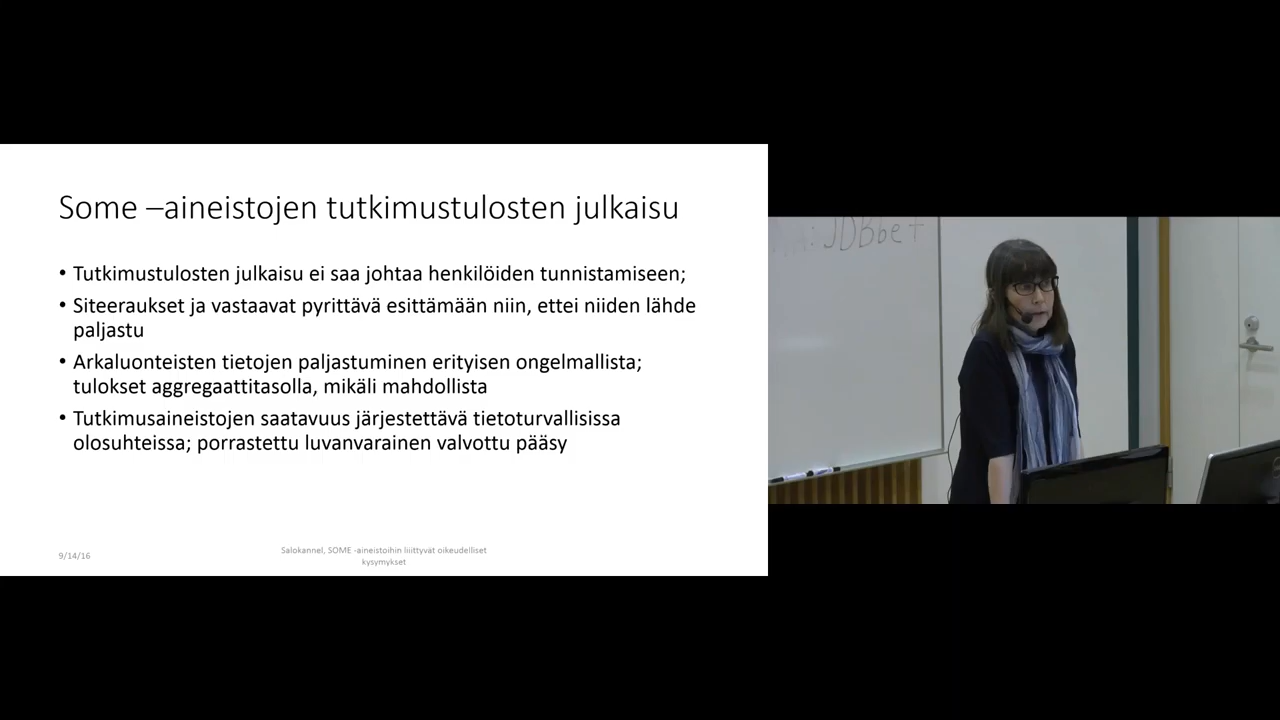 Some –aineistojen tutkimustulosten julkaisu
• Tutkimustulosten julkaisu ei saa johtaa henkilöiden tunnistamiseen;
• Siteeraukset ja vastaavat pyrittävä esittämään niin, ettei niiden lähde
paljastu
• Arkaluonteisten tietojen paljastuminen erityisen ongelmallista;
tulokset aggregaattitasolla, mikäli mahdollista
• Tutkimusaineistojen saatavuus järjestettävä tietoturvallisissa
olosuhteissa; porrastettu luvanvarainen valvottu pääsy
9/14/16
Salokannel, SOME -aineistoihin liittyvät oikeudelliset
kysymykset